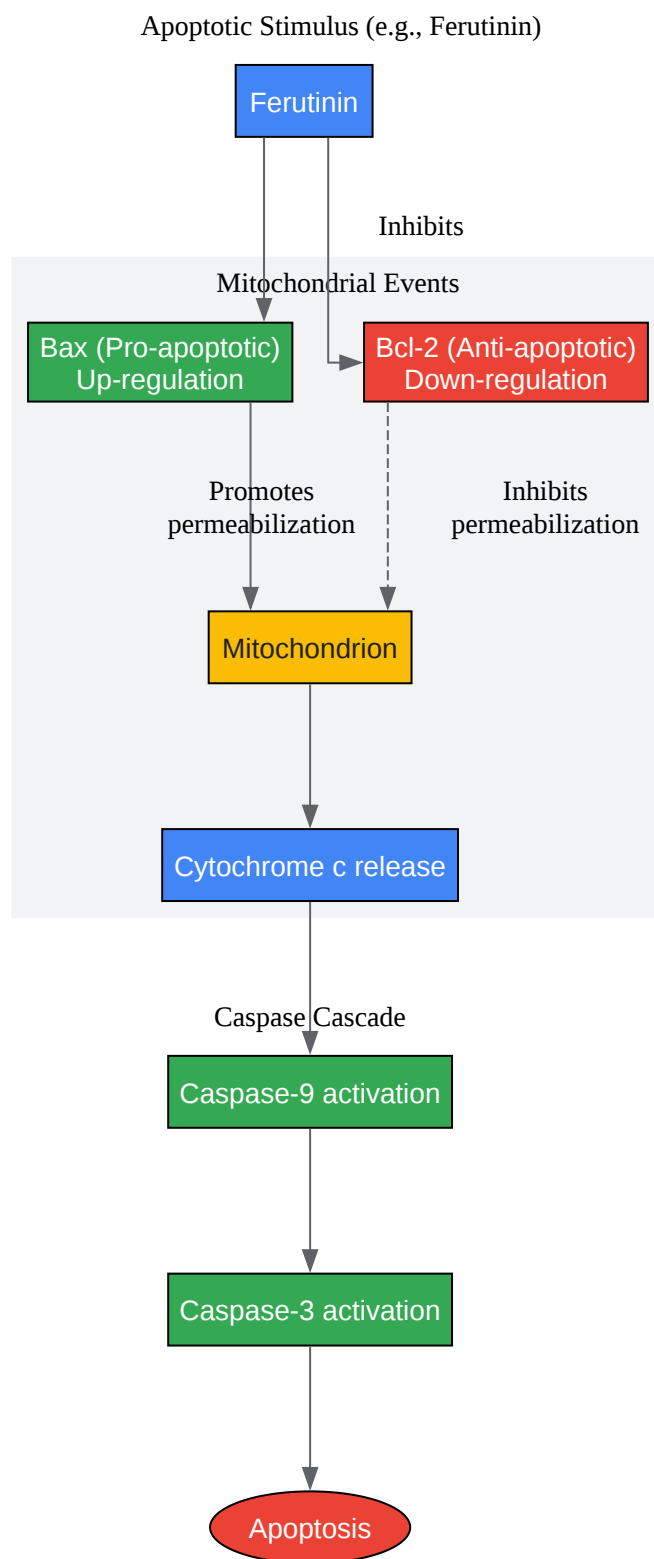 Apoptotic Stimulus (e.g., Ferutinin)
Ferutinin
Inhibits
Mitochondrial Events
Bax (Pro-apoptotic)
Up-regulation
Bcl-2 (Anti-apoptotic)
Down-regulation
Promotes
permeabilization
Inhibits
permeabilization
Mitochondrion
Cytochrome c release
Caspase Cascade
Caspase-9 activation
Caspase-3 activation
Apoptosis